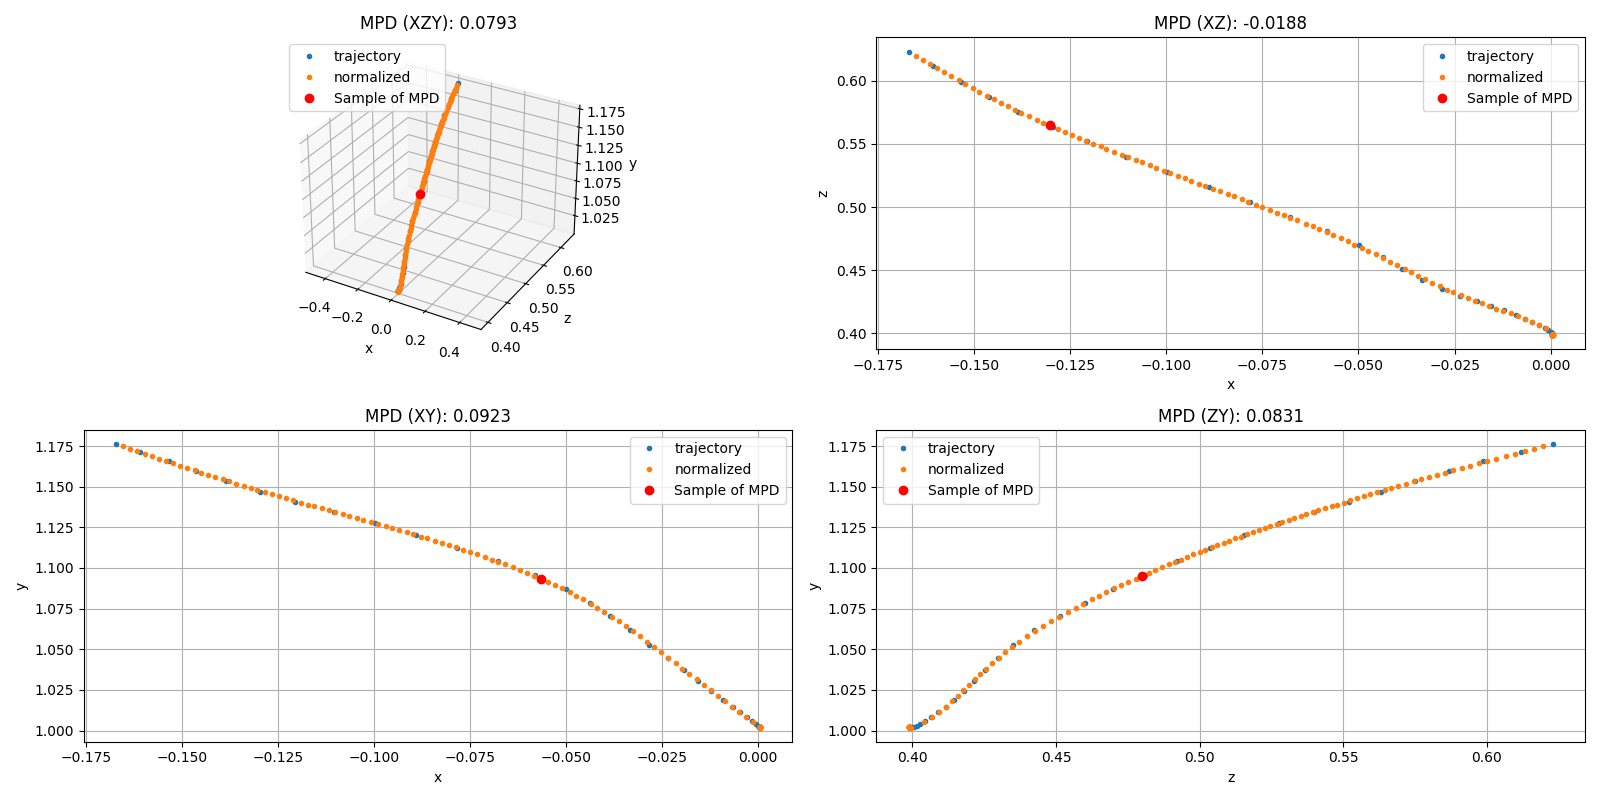 MPD (XZY): 0.0793
trajectory
normalized
Sample of MPD
1.175
1.150
1.125
1.100
1.075
1.050
1.025
y
0.60
0.55
0.50
0.45
0.40
z
−0.4
−0.2
0.0
0.2
0.4
x
MPD (XZ): -0.0188
trajectory
normalized
Sample of MPD
0.60
0.55
0.50
0.45
0.40
z
−0.175 −0.150 −0.125 −0.100 −0.075 −0.050 −0.025 0.000
x
MPD (XY): 0.0923
trajectory
normalized
Sample of MPD
1.175
1.150
1.125
1.100
1.075
1.050
1.025
1.000
y
−0.175 −0.150 −0.125 −0.100 −0.075 −0.050 −0.025 0.000
x
MPD (ZY): 0.0831
trajectory
normalized
Sample of MPD
1.175
1.150
1.125
1.100
1.075
1.050
1.025
1.000
y
0.40 0.45 0.50 0.55 0.60
z